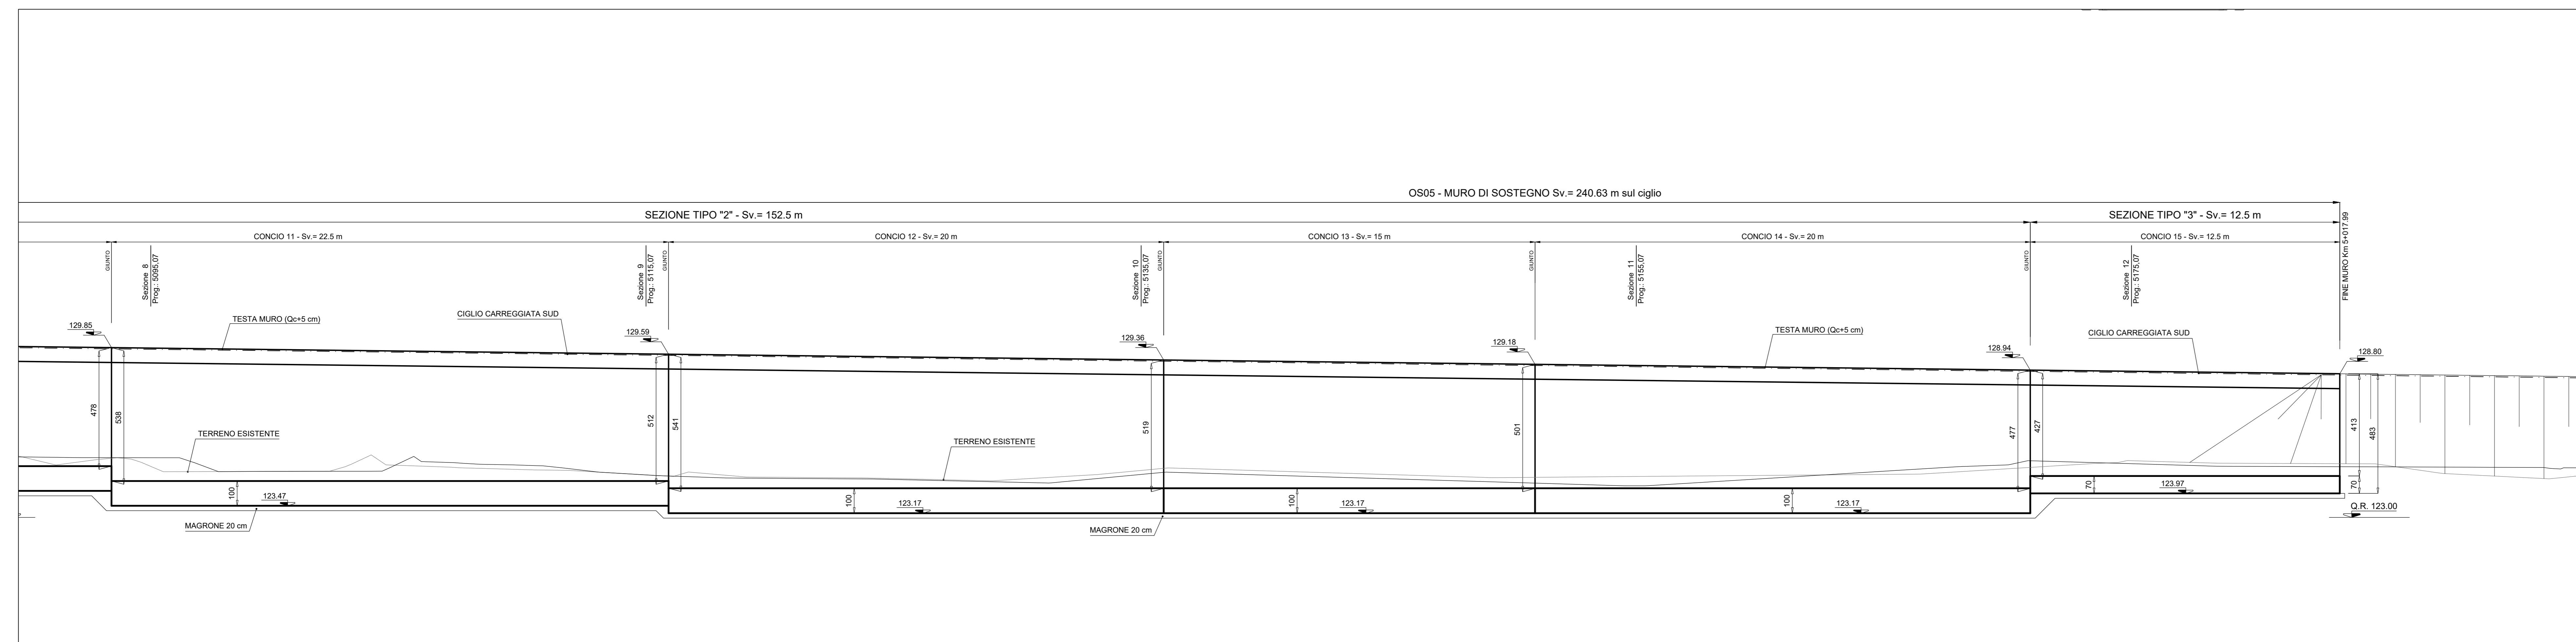 OS05 - MURO DI SOSTEGNO Sv.= 240.63 m sul ciglio
SEZIONE TIPO "2" - Sv.= 152.5 m
SEZIONE TIPO "3" - Sv.= 12.5 m
CONCIO 11 - Sv.= 22.5 m
CONCIO 12 - Sv.= 20 m
CONCIO 13 - Sv.= 15 m
CONCIO 14 - Sv.= 20 m
CONCIO 15 - Sv.= 12.5 m
GIUNTO
Sezione 8
Prog.: 5095,07
Sezione 9
Prog.: 5115,07
GIUNTO
Sezione 10
Prog.: 5135,07
GIUNTO
GIUNTO
Sezione 11
Prog.: 5155,07
GIUNTO
Sezione 12
Prog.: 5175,07
FINE MURO Km 5+017.99
129.85
TESTA MURO (Qc+5 cm)
CIGLIO CARREGGIATA SUD
129.59
129.36
129.18
TESTA MURO (Qc+5 cm)
128.94
CIGLIO CARREGGIATA SUD
128.80
478
538
512
541
519
501
477
427
413
483
TERRENO ESISTENTE
TERRENO ESISTENTE
100
123.47
100
123.17
100
123.17
100
123.17
70
123.97
70
Q.R. 123.00
MAGRONE 20 cm
MAGRONE 20 cm